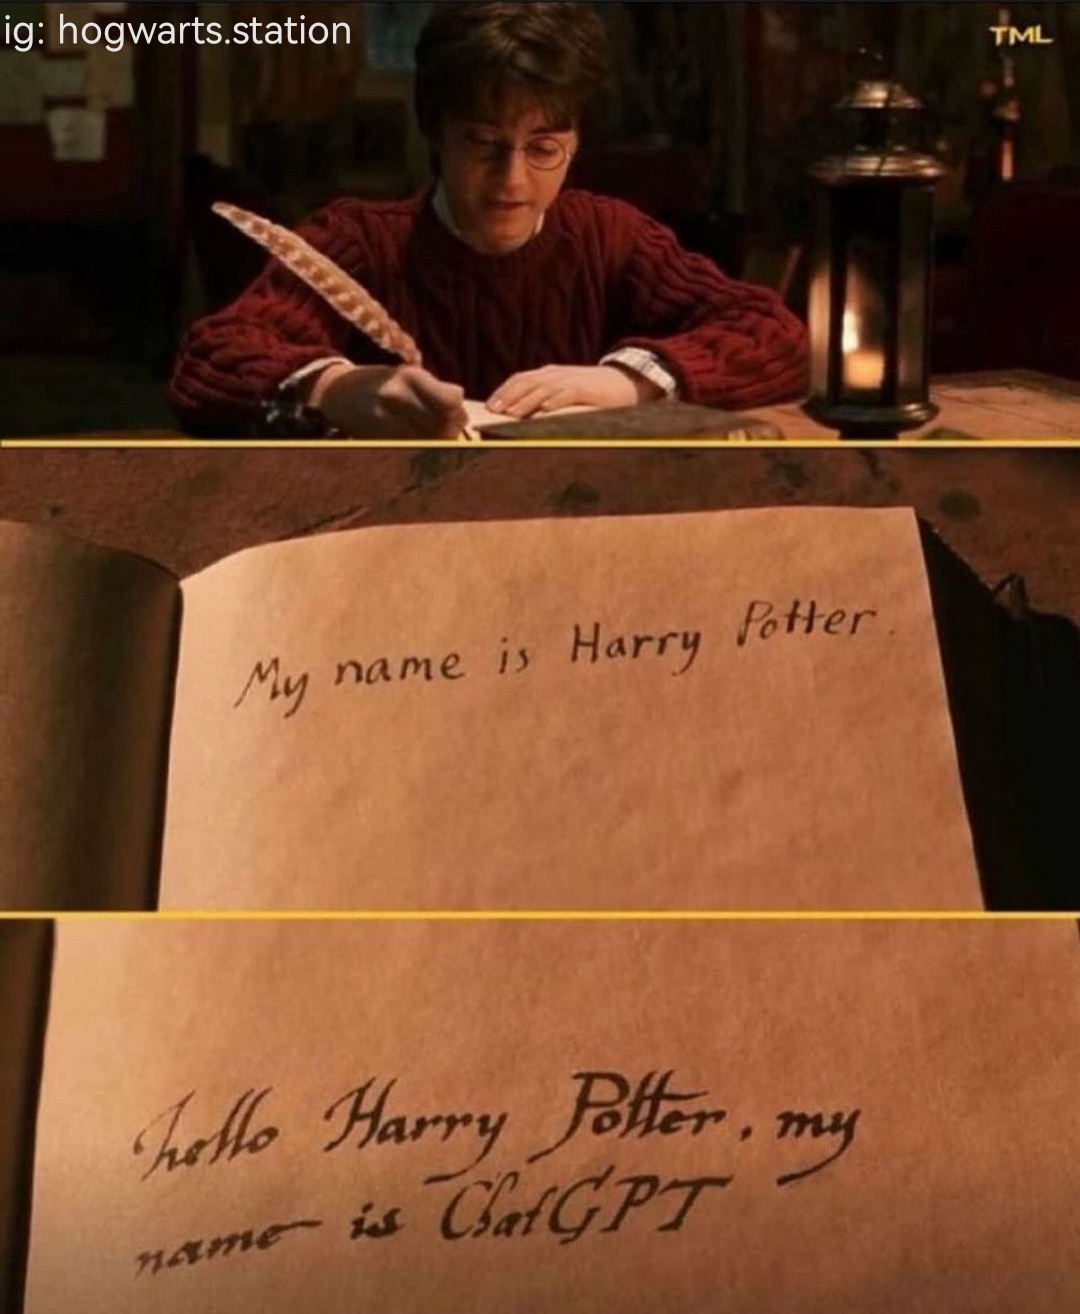 ig: hogwarts.station
TML
My name is Harry Potter.
hello Harry Potter. my
name is ChatGPT